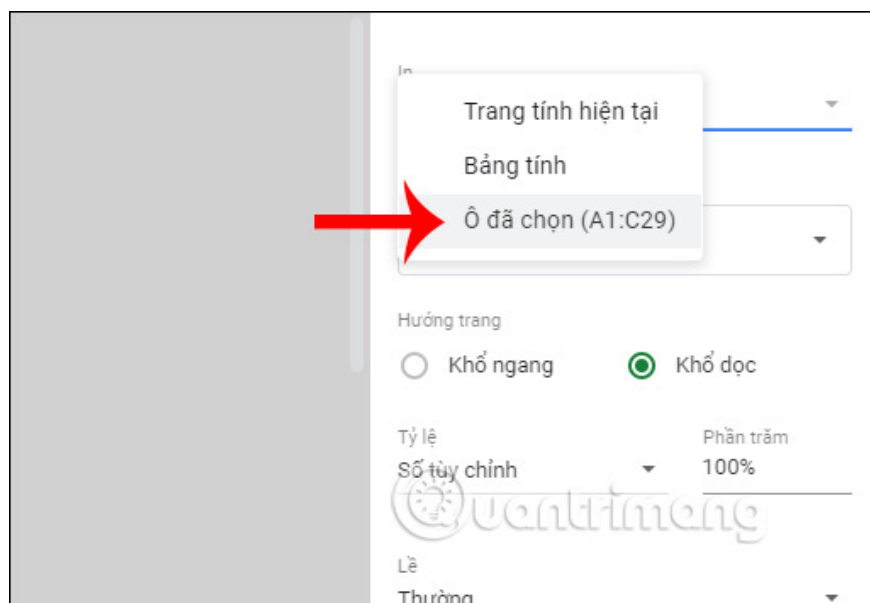 In
Trang tính hiện tại
Bảng tính
Ô đã chọn (A1:C29)
Hướng trang
Khổ ngang
Khổ dọc
Tỷ lệ
Phần trăm
Số tùy chỉnh
100%
Quantrimang
Lề
Thường